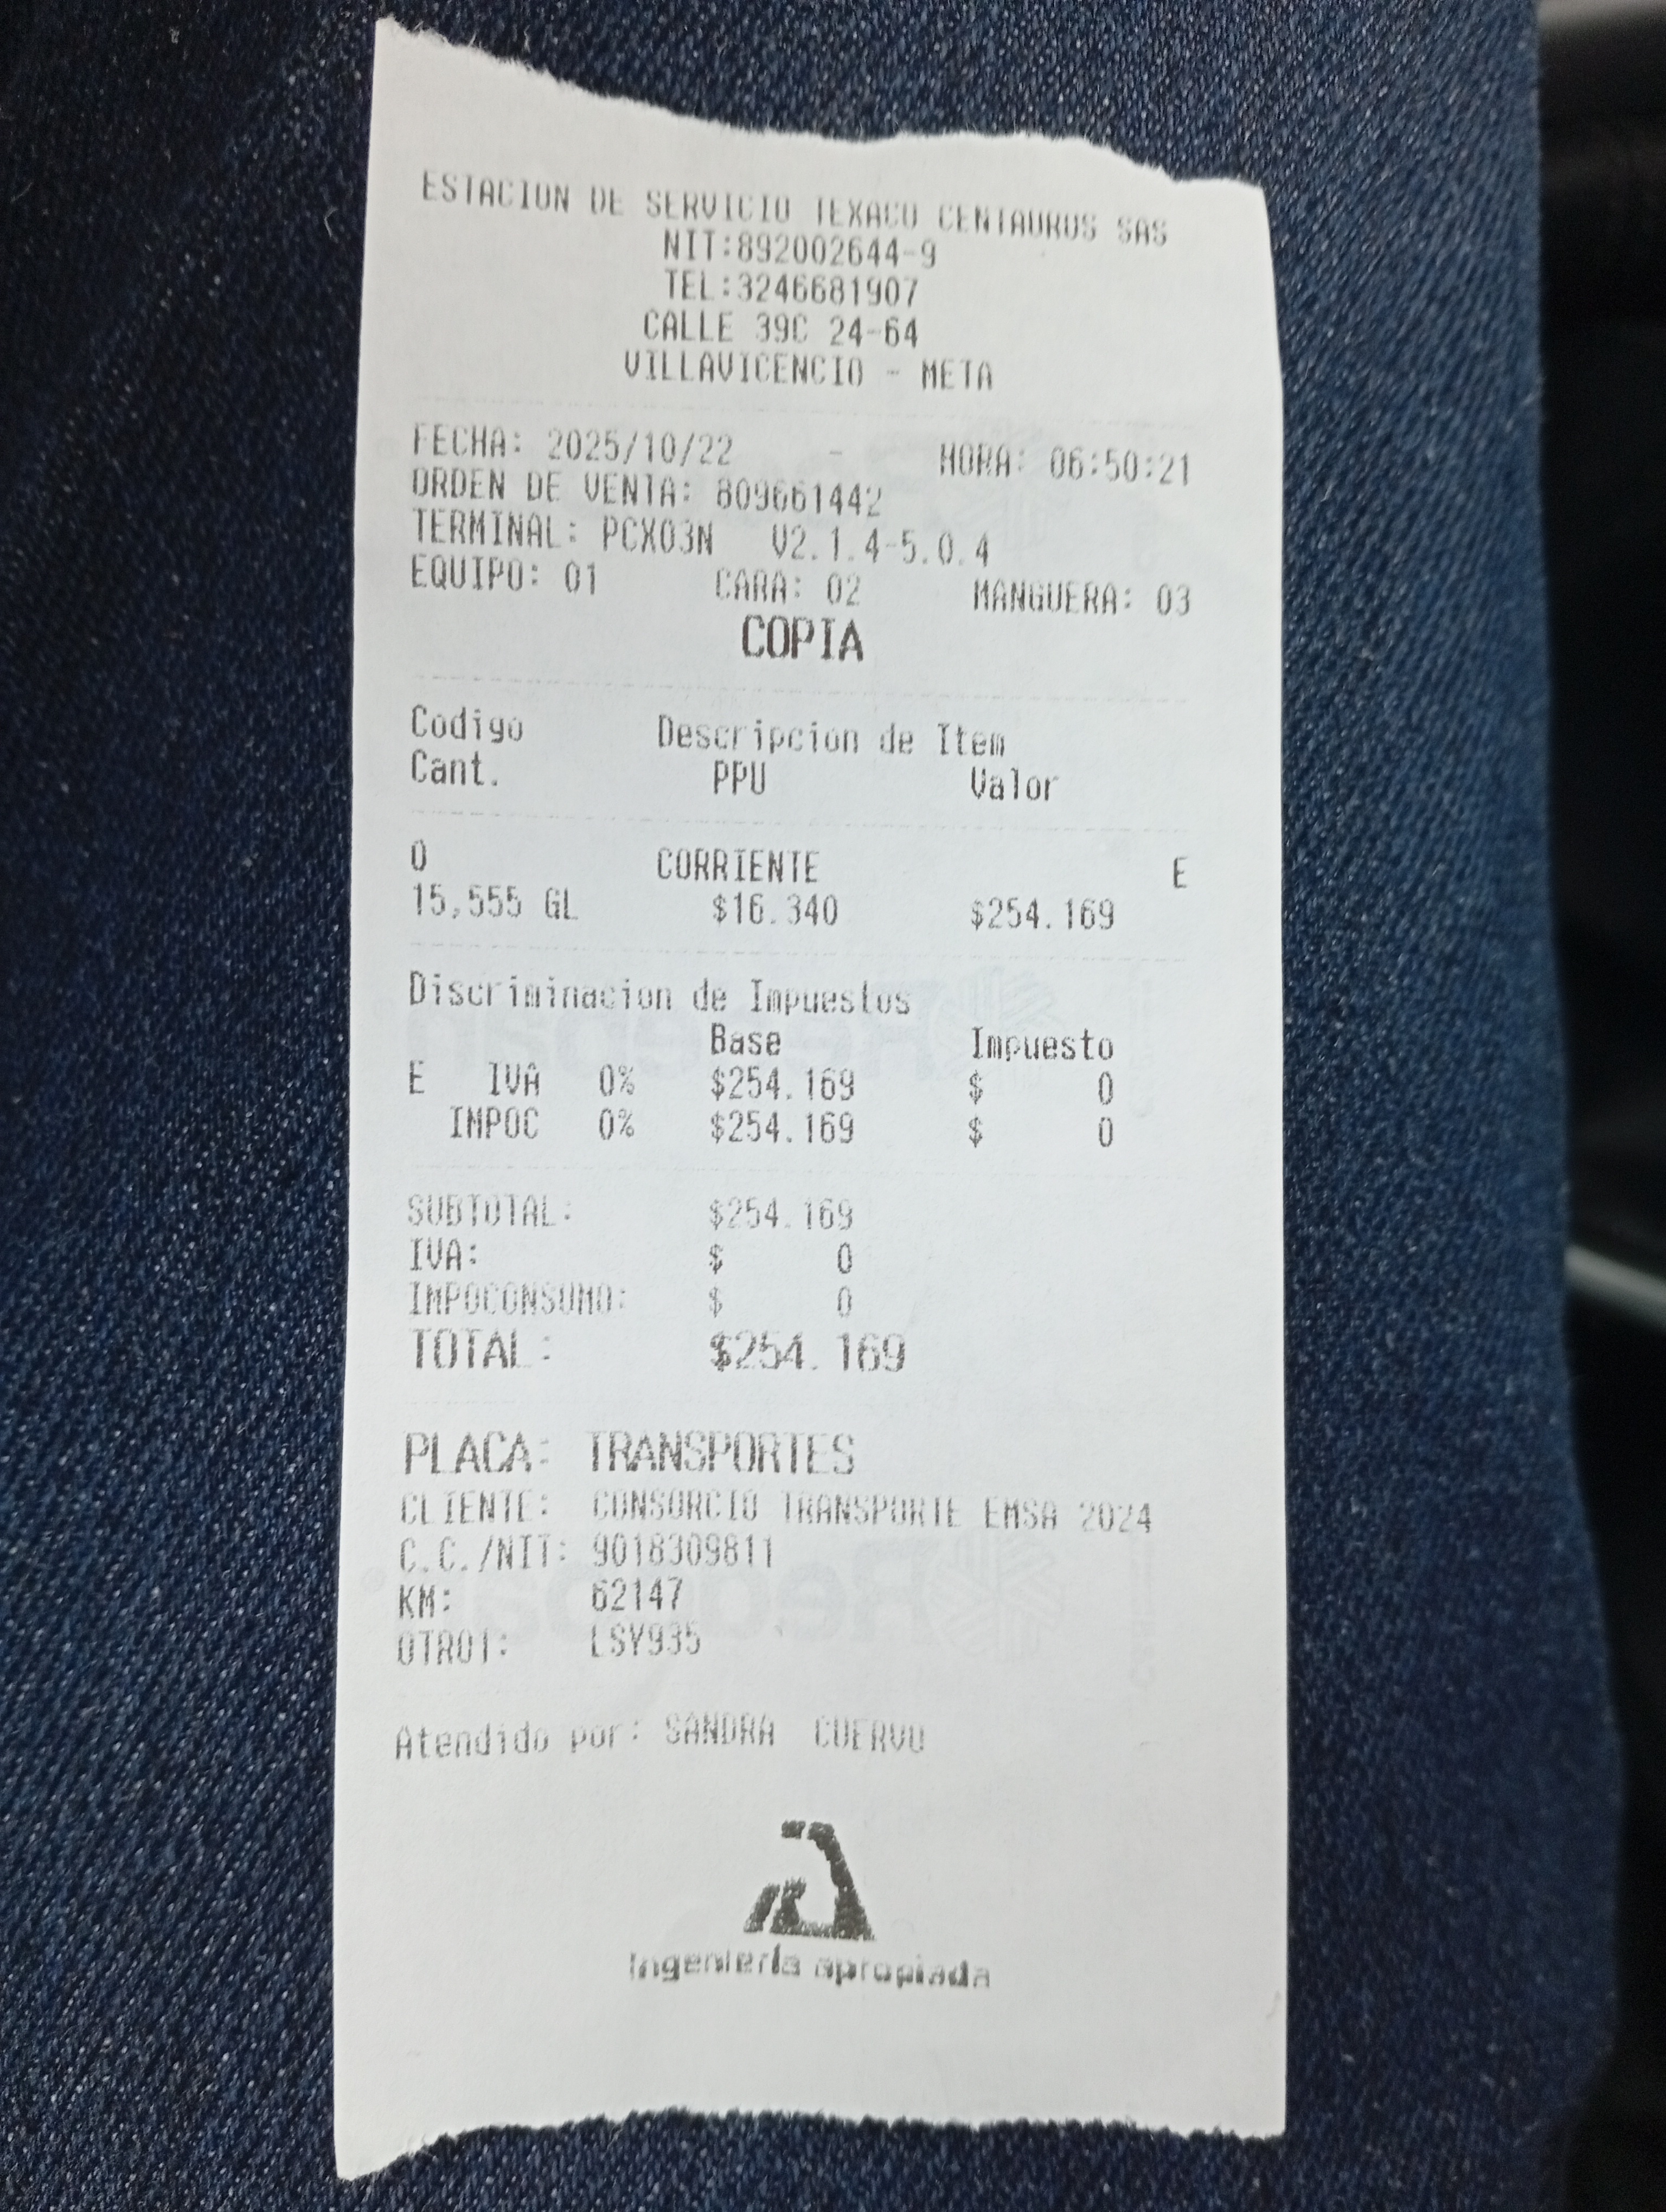 ESTACION DE SERVICIO TEXACO CENTAURUS SAS
NIT:892002644-9
TEL:3246681907
CALLE 39C 24-64
VILLAVICENCIO - META
FECHA: 2025/10/22 - HORA: 06:50:21
ORDEN DE VENTA: 809661442
TERMINAL: PCX03N V2.1.4-5.0.4
EQUIPO: 01 CARA: 02 MANGUERA: 03
COPIA
Codigo Descripcion de Item
Cant. PPU Valor
0 CORRIENTE E
15,555 GL $16.340 $254.169
Discriminacion de Impuestos
Base Impuesto
E IVA 0% $254.169 $ 0
IMPOC 0% $254.169 $ 0
SUBTOTAL: $254.169
IVA: $ 0
IMPOCONSUMO: $ 0
TOTAL: $254.169
PLACA: TRANSPORTES
CLIENTE: CONSORCIO TRANSPORTE EMSA 2024
C.C./NIT: 9018309811
KM: 62147
OTRO1: LSY935
Atendido por: SANDRA CUERVO
Ingeniería apropiada